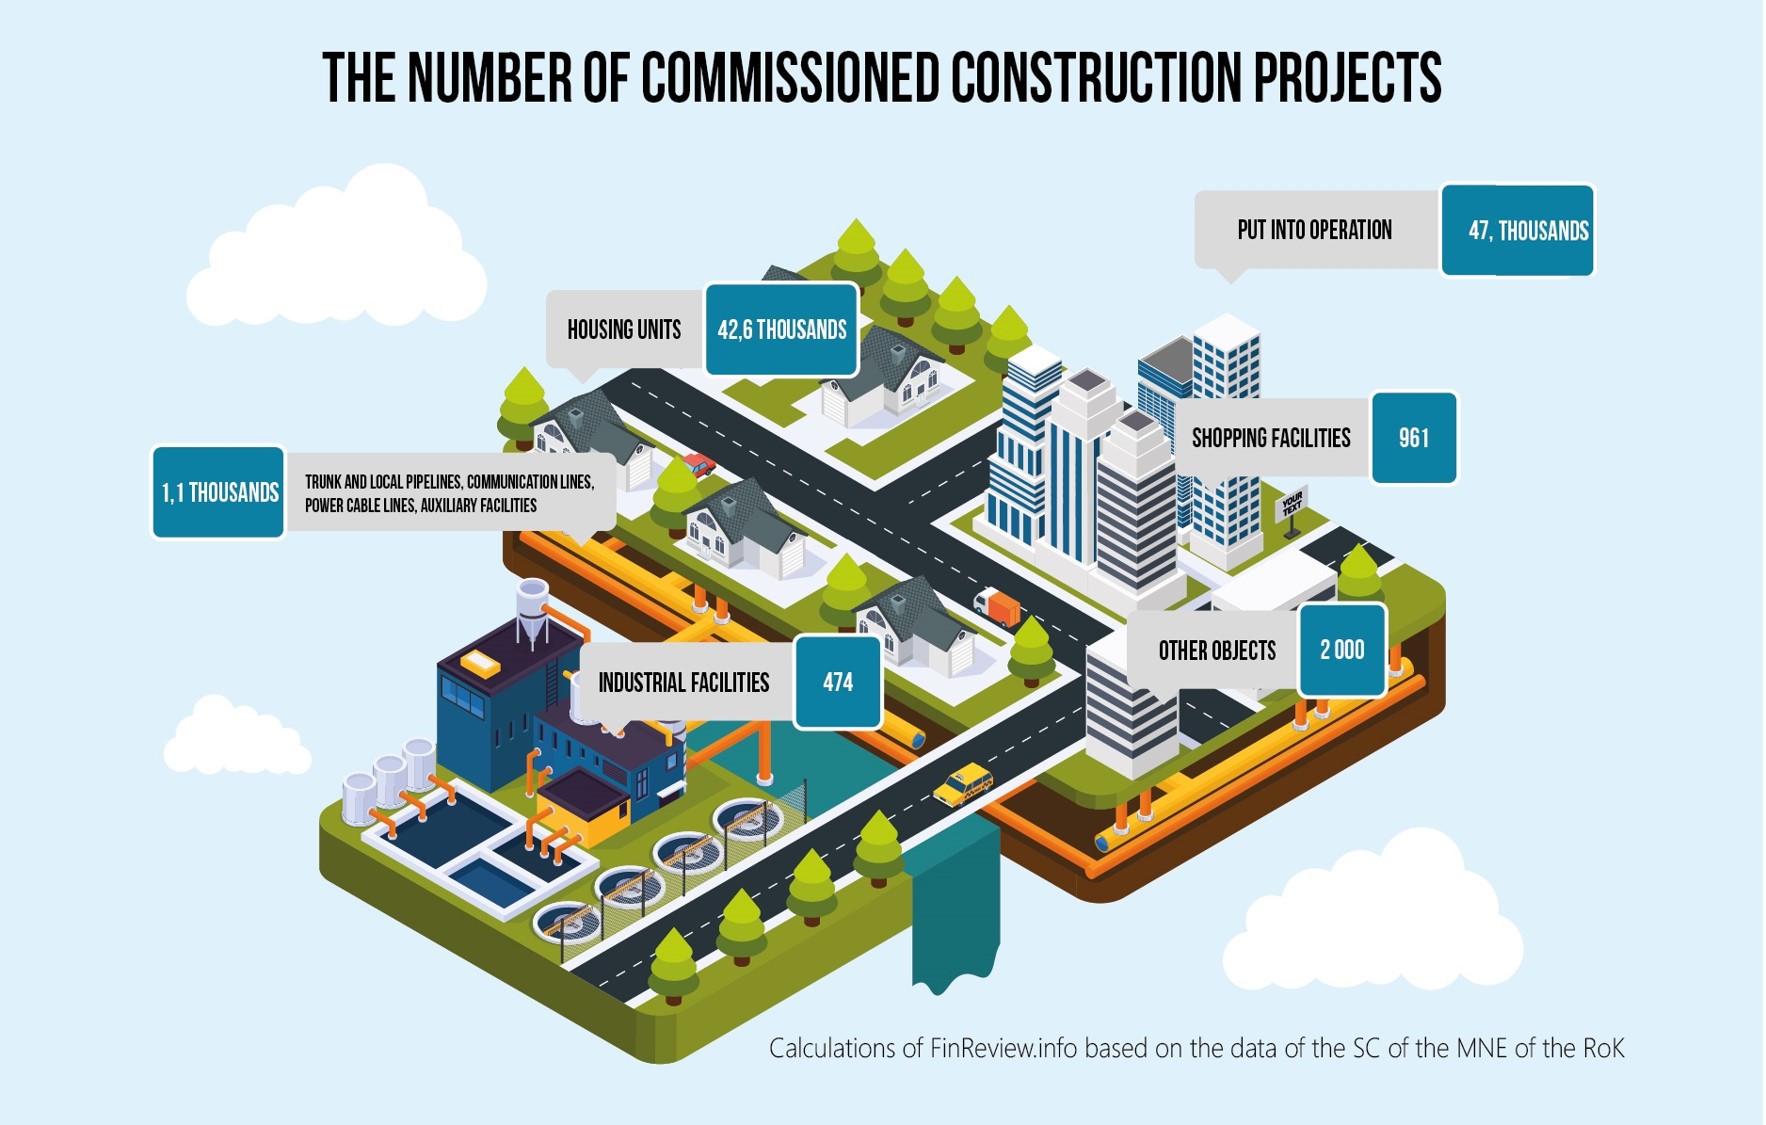 THE NUMBER OF COMMISSIONED CONSTRUCTION PROJECTS
PUT INTO OPERATION
47, THOUSANDS
HOUSING UNITS
42,6 THOUSANDS
SHOPPING FACILITIES
961
1,1 THOUSANDS
TRUNK AND LOCAL PIPELINES, COMMUNICATION LINES,
POWER CABLE LINES, AUXILIARY FACILITIES
YOUR
TEXT
OTHER OBJECTS
2 000
INDUSTRIAL FACILITIES
474
Calculations of FinReview.info based on the data of the SC of the MNE of the RoK